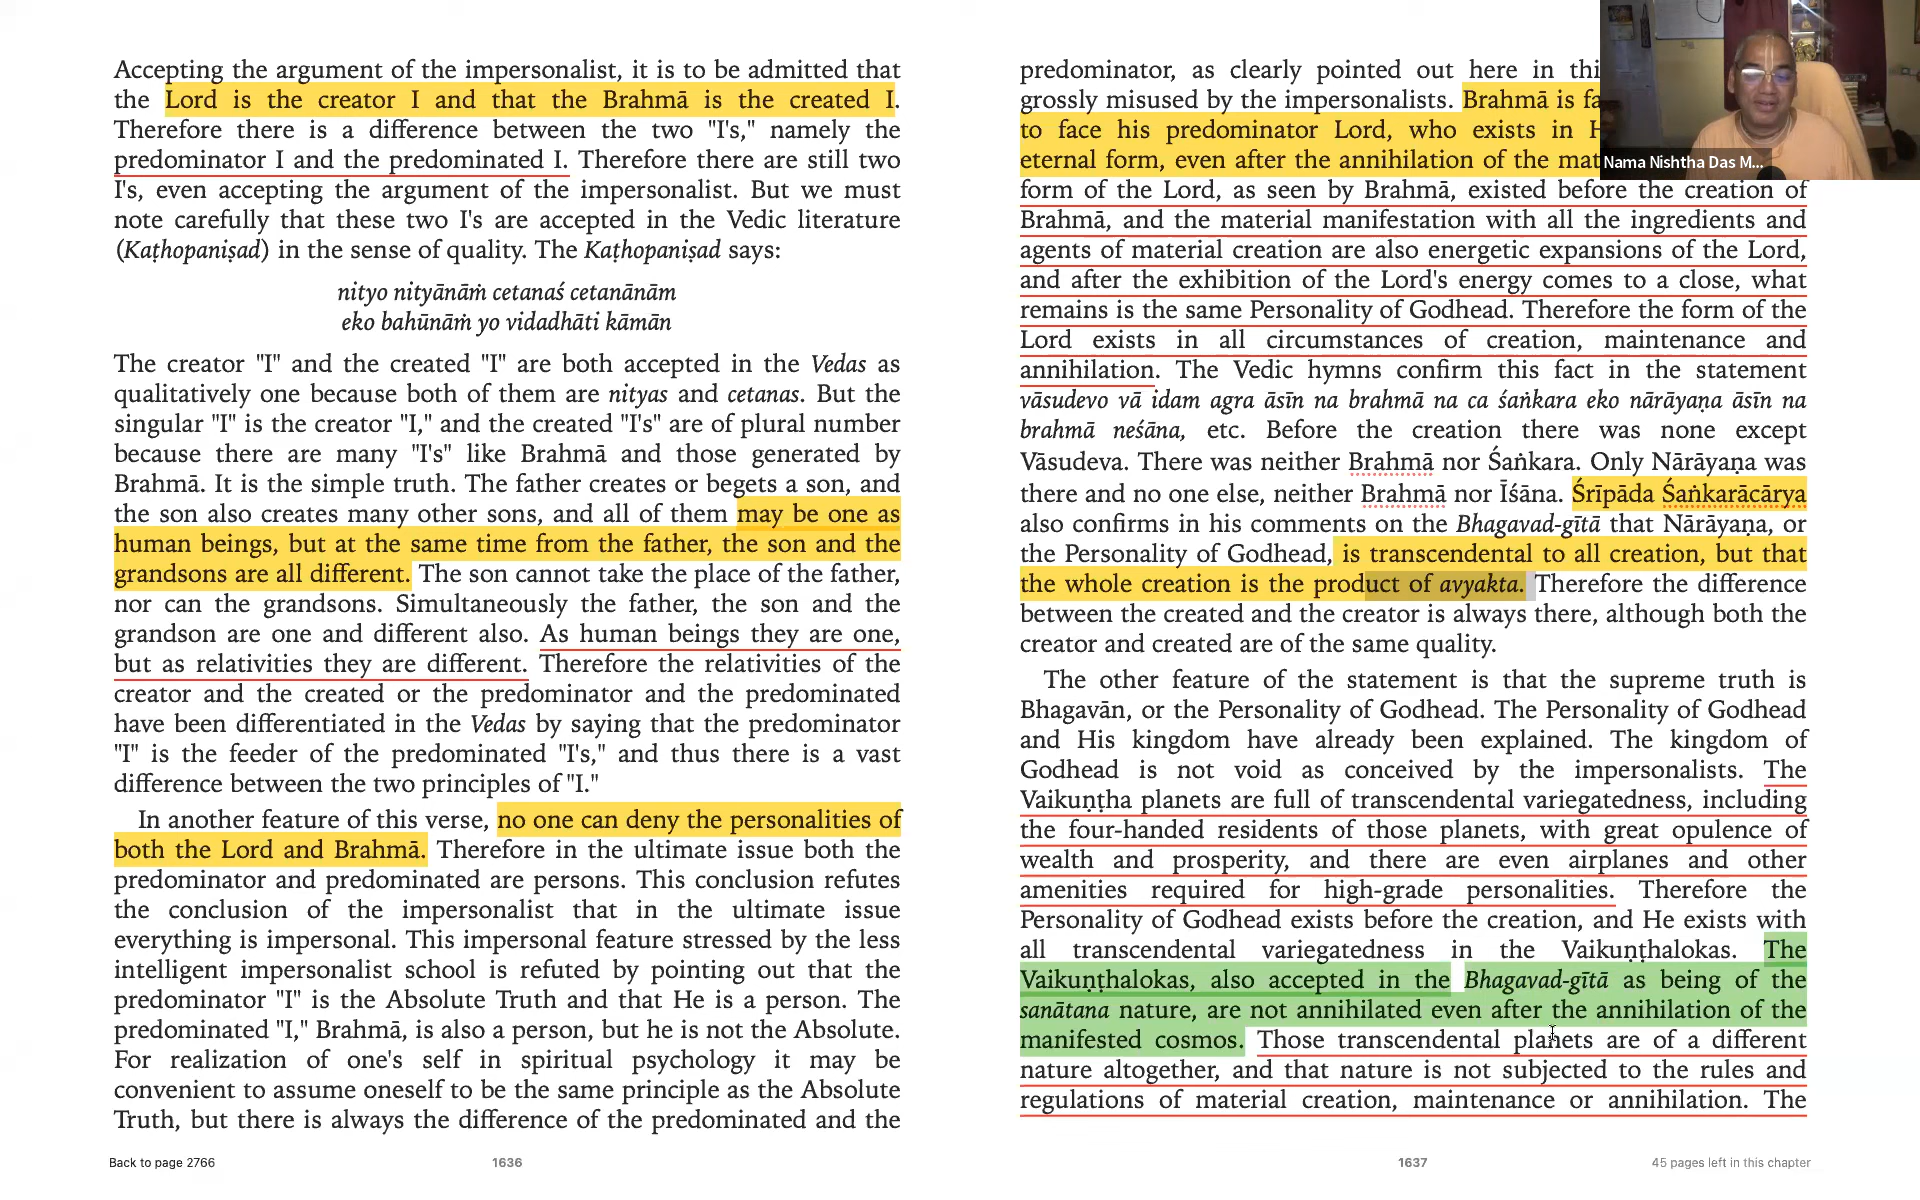 Accepting the argument of the impersonalist, it is to be admitted that
the Lord is the creator I and that the Brahmā is the created I.
Therefore there is a difference between the two "I's," namely the
predominator I and the predominated I. Therefore there are still two
I's, even accepting the argument of the impersonalist. But we must
note carefully that these two I's are accepted in the Vedic literature
(Kaṭhopaniṣad) in the sense of quality. The Kaṭhopaniṣad says:
nityo nityānāṁ cetanaś cetanānām
eko bahūnāṁ yo vidadhāti kāmān
The creator "I" and the created "I" are both accepted in the Vedas as
qualitatively one because both of them are nityas and cetanas. But the
singular "I" is the creator "I," and the created "I's" are of plural number
because there are many "I's" like Brahmā and those generated by
Brahmā. It is the simple truth. The father creates or begets a son, and
the son also creates many other sons, and all of them may be one as
human beings, but at the same time from the father, the son and the
grandsons are all different. The son cannot take the place of the father,
nor can the grandsons. Simultaneously the father, the son and the
grandson are one and different also. As human beings they are one,
but as relativities they are different. Therefore the relativities of the
creator and the created or the predominator and the predominated
have been differentiated in the Vedas by saying that the predominator
"I" is the feeder of the predominated "I's," and thus there is a vast
difference between the two principles of "I."
In another feature of this verse, no one can deny the personalities of
both the Lord and Brahmā. Therefore in the ultimate issue both the
predominator and predominated are persons. This conclusion refutes
the conclusion of the impersonalist that in the ultimate issue
everything is impersonal. This impersonal feature stressed by the less
intelligent impersonalist school is refuted by pointing out that the
predominator "I" is the Absolute Truth and that He is a person. The
predominated "I," Brahmā, is also a person, but he is not the Absolute.
For realization of one's self in spiritual psychology it may be
convenient to assume oneself to be the same principle as the Absolute
Truth, but there is always the difference of the predominated and the
Back to page 2766
1636
predominator, as clearly pointed out here in thi
grossly misused by the impersonalists. Brahmā is fa
to face his predominator Lord, who exists in H
eternal form, even after the annihilation of the mat
form of the Lord, as seen by Brahmā, existed before the creation of
Brahmā, and the material manifestation with all the ingredients and
agents of material creation are also energetic expansions of the Lord,
and after the exhibition of the Lord's energy comes to a close, what
remains is the same Personality of Godhead. Therefore the form of the
Lord exists in all circumstances of creation, maintenance and
annihilation. The Vedic hymns confirm this fact in the statement
vāsudevo vā idam agra āsīn na brahmā na ca śaṅkara eko nārāyaṇa āsīn na
brahmā neśāna, etc. Before the creation there was none except
Vāsudeva. There was neither Brahmā nor Śaṅkara. Only Nārāyaṇa was
there and no one else, neither Brahmā nor Īśāna. Śrīpāda Śaṅkarācārya
also confirms in his comments on the Bhagavad-gītā that Nārāyaṇa, or
the Personality of Godhead, is transcendental to all creation, but that
the whole creation is the product of avyakta. Therefore the difference
between the created and the creator is always there, although both the
creator and created are of the same quality.
The other feature of the statement is that the supreme truth is
Bhagavān, or the Personality of Godhead. The Personality of Godhead
and His kingdom have already been explained. The kingdom of
Godhead is not void as conceived by the impersonalists. The
Vaikuṇṭha planets are full of transcendental variegatedness, including
the four-handed residents of those planets, with great opulence of
wealth and prosperity, and there are even airplanes and other
amenities required for high-grade personalities. Therefore the
Personality of Godhead exists before the creation, and He exists with
all transcendental variegatedness in the Vaikuṇṭhalokas. The
Vaikuṇṭhalokas, also accepted in the Bhagavad-gītā as being of the
sanātana nature, are not annihilated even after the annihilation of the
manifested cosmos. Those transcendental planets are of a different
nature altogether, and that nature is not subjected to the rules and
regulations of material creation, maintenance or annihilation. The
1637
45 pages left in this chapter
Nama Nishtha Das M...